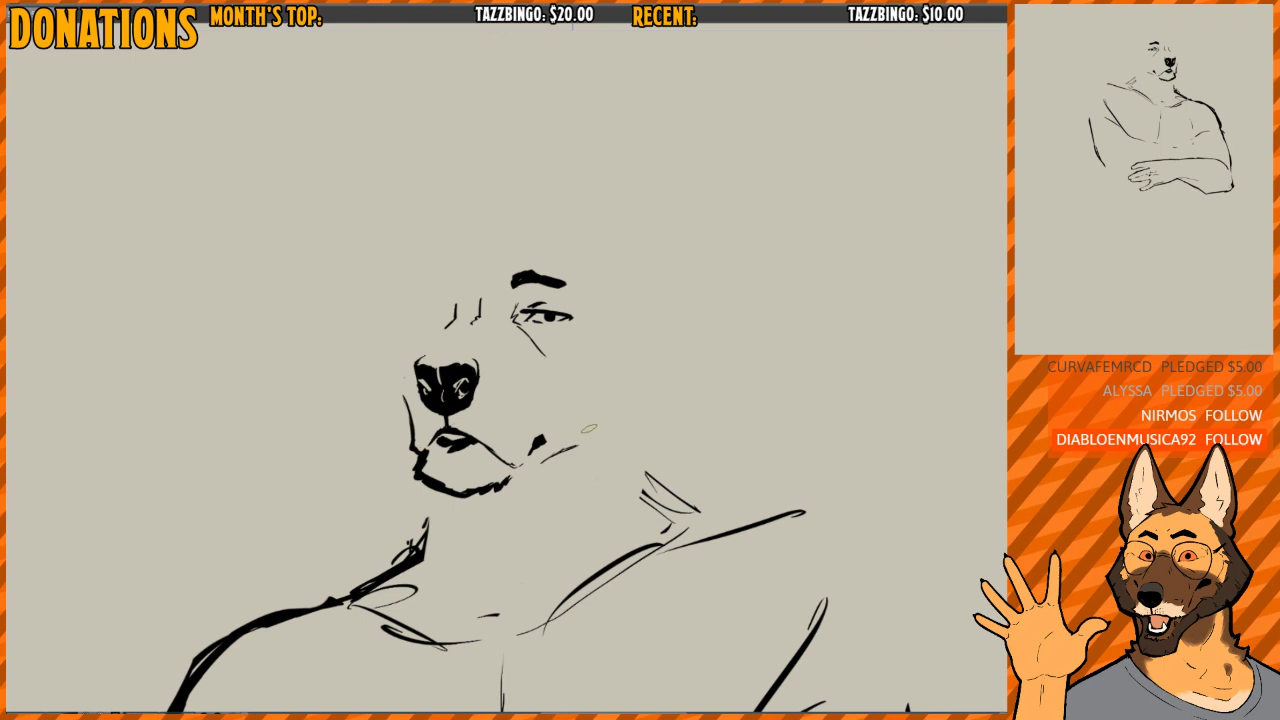 DONATIONS
MONTH'S TOP:
TAZZBINGO: $20.00
RECENT:
TAZZBINGO: $10.00
CURVAFEMRCD PLEDGED $5.00
ALYSSA PLEDGED $5.00
NIRMOS FOLLOW
DIABLOENMUSICA92 FOLLOW